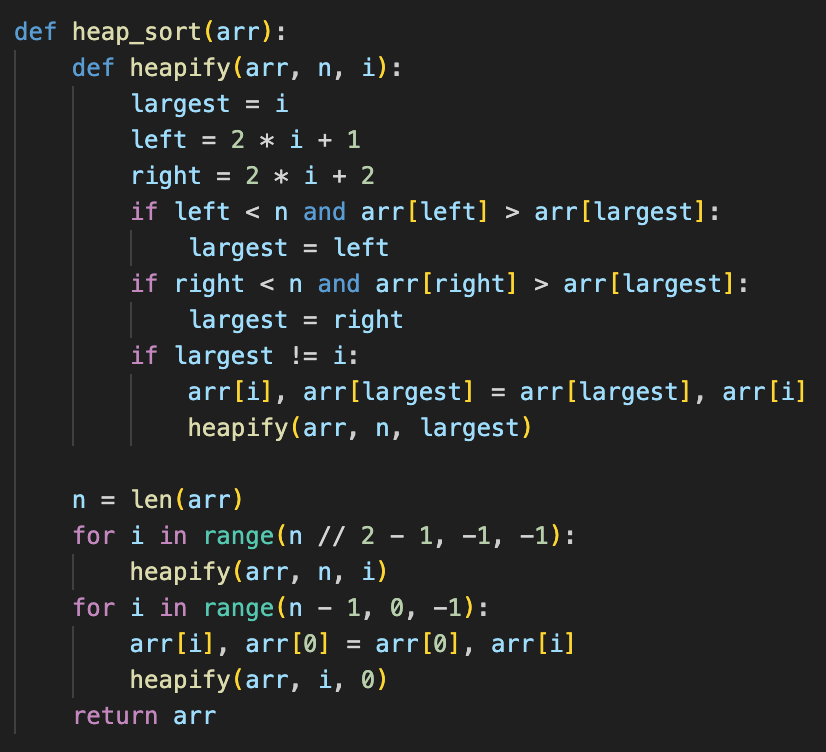 def heap_sort(arr):
    def heapify(arr, n, i):
        largest = i
        left = 2 * i + 1
        right = 2 * i + 2
        if left < n and arr[left] > arr[largest]:
            largest = left
        if right < n and arr[right] > arr[largest]:
            largest = right
        if largest != i:
            arr[i], arr[largest] = arr[largest], arr[i]
            heapify(arr, n, largest)

    n = len(arr)
    for i in range(n // 2 - 1, -1, -1):
        heapify(arr, n, i)
    for i in range(n - 1, 0, -1):
        arr[i], arr[0] = arr[0], arr[i]
        heapify(arr, i, 0)
    return arr